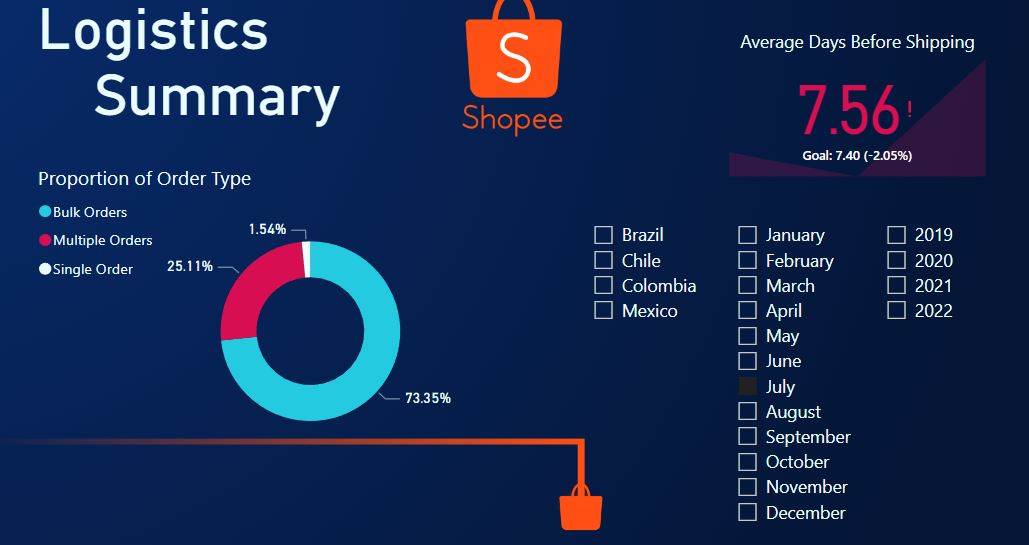 Logistics
Summary
S
Shopee
Average Days Before Shipping
7.56!
Goal: 7.40 (-2.05%)
Proportion of Order Type
Bulk Orders
Multiple Orders
Single Order
1.54%
25.11%
73.35%
Brazil
Chile
Colombia
Mexico
January
February
March
April
May
June
July
August
September
October
November
December
2019
2020
2021
2022